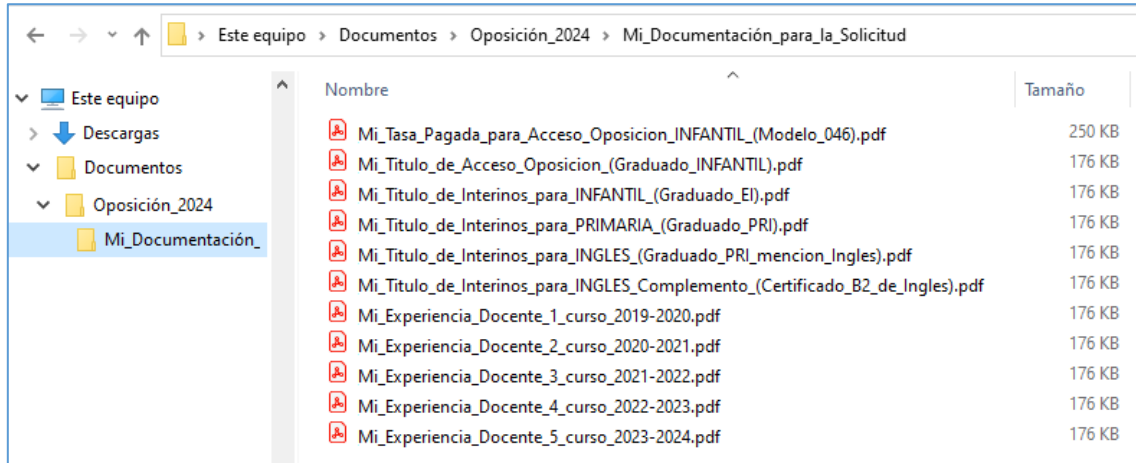 Este equipo > Documentos > Oposición_2024 > Mi_Documentación_para_la_Solicitud
Este equipo
Descargas
Documentos
Oposición_2024
Mi_Documentación_
Nombre Tamaño
Mi_Tasa_Pagada_para_Acceso_Oposicion_INFANTIL_(Modelo_046).pdf 250 KB
Mi_Titulo_de_Acceso_Oposicion_(Graduado_INFANTIL).pdf 176 KB
Mi_Titulo_de_Interinos_para_INFANTIL_(Graduado_EI).pdf 176 KB
Mi_Titulo_de_Interinos_para_PRIMARIA_(Graduado_PRI).pdf 176 KB
Mi_Titulo_de_Interinos_para_INGLES_(Graduado_PRI_mencion_Ingles).pdf 176 KB
Mi_Titulo_de_Interinos_para_INGLES_Complemento_(Certificado_B2_de_Ingles).pdf 176 KB
Mi_Experiencia_Docente_1_curso_2019-2020.pdf 176 KB
Mi_Experiencia_Docente_2_curso_2020-2021.pdf 176 KB
Mi_Experiencia_Docente_3_curso_2021-2022.pdf 176 KB
Mi_Experiencia_Docente_4_curso_2022-2023.pdf 176 KB
Mi_Experiencia_Docente_5_curso_2023-2024.pdf 176 KB